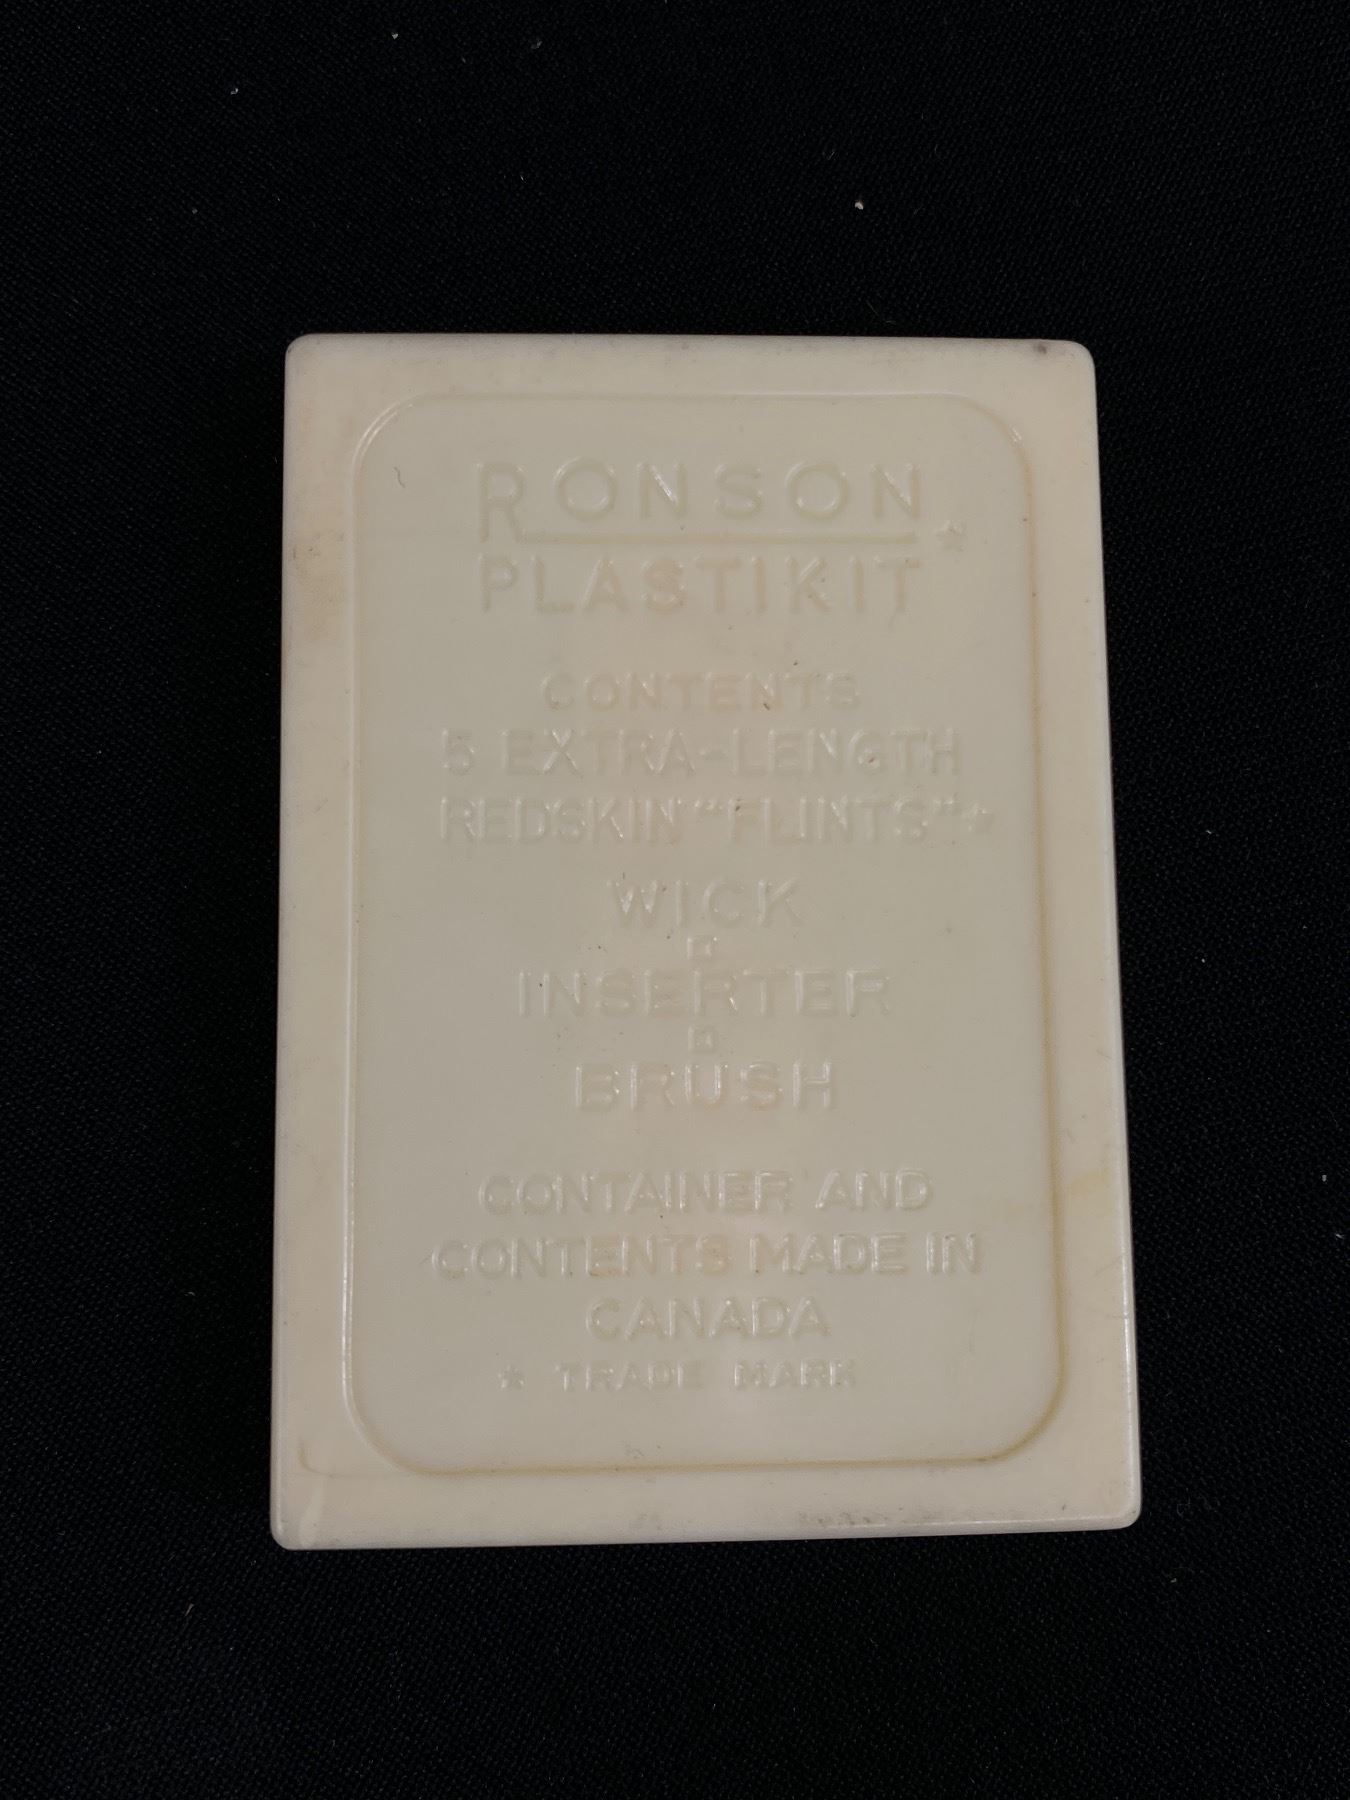 RONSON*
PLASTIKIT
CONTENTS
5 EXTRA-LENGTH
REDSKIN "FLINTS"*
WICK
INSERTER
BRUSH
CONTAINER AND
CONTENTS MADE IN
CANADA
* TRADE MARK